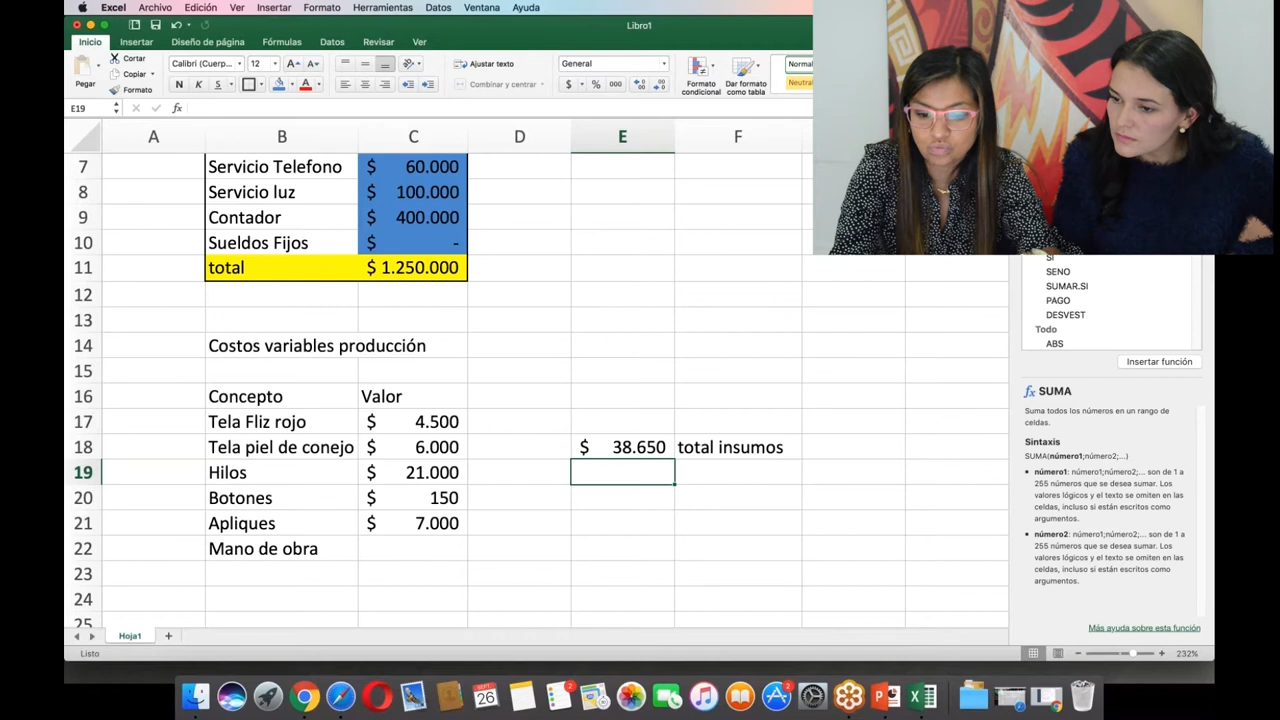 Excel Archivo Edición Ver Insertar Formato Herramientas Datos Ventana Ayuda
Libro1
Inicio Insertar Diseño de página Fórmulas Datos Revisar Ver
Pegar
Cortar
Copiar
Formato
Calibri (Cuerp... 12 A A
N K S A
Ajustar texto
Combinar y centrar
General
$ % 000
Formato condicional
Dar formato como tabla
Normal
Neutral
E19 fx
A B C D E F
7 Servicio Telefono $ 60.000
8 Servicio luz $ 100.000
9 Contador $ 400.000
10 Sueldos Fijos $ -
11 total $ 1.250.000
12
13
14 Costos variables producción
15
16 Concepto Valor
17 Tela Fliz rojo $ 4.500
18 Tela piel de conejo $ 6.000 $ 38.650 total insumos
19 Hilos $ 21.000
20 Botones $ 150
21 Apliques $ 7.000
22 Mano de obra
23
24
25
SI
SENO
SUMAR.SI
PAGO
DESVEST
Todo
ABS
Insertar función
fx SUMA
Suma todos los números en un rango de
celdas.
Sintaxis
SUMA(número1;número2;...)
número1: número1;número2;... son de 1 a
255 números que se desea sumar. Los
valores lógicos y el texto se omiten en las
celdas, incluso si están escritos como
argumentos.
número2: número1;número2;... son de 1 a
255 números que se desea sumar. Los
valores lógicos y el texto se omiten en las
celdas, incluso si están escritos como
argumentos.
Más ayuda sobre esta función
Hoja1 +
Listo
232%
SEPT
26
2
2